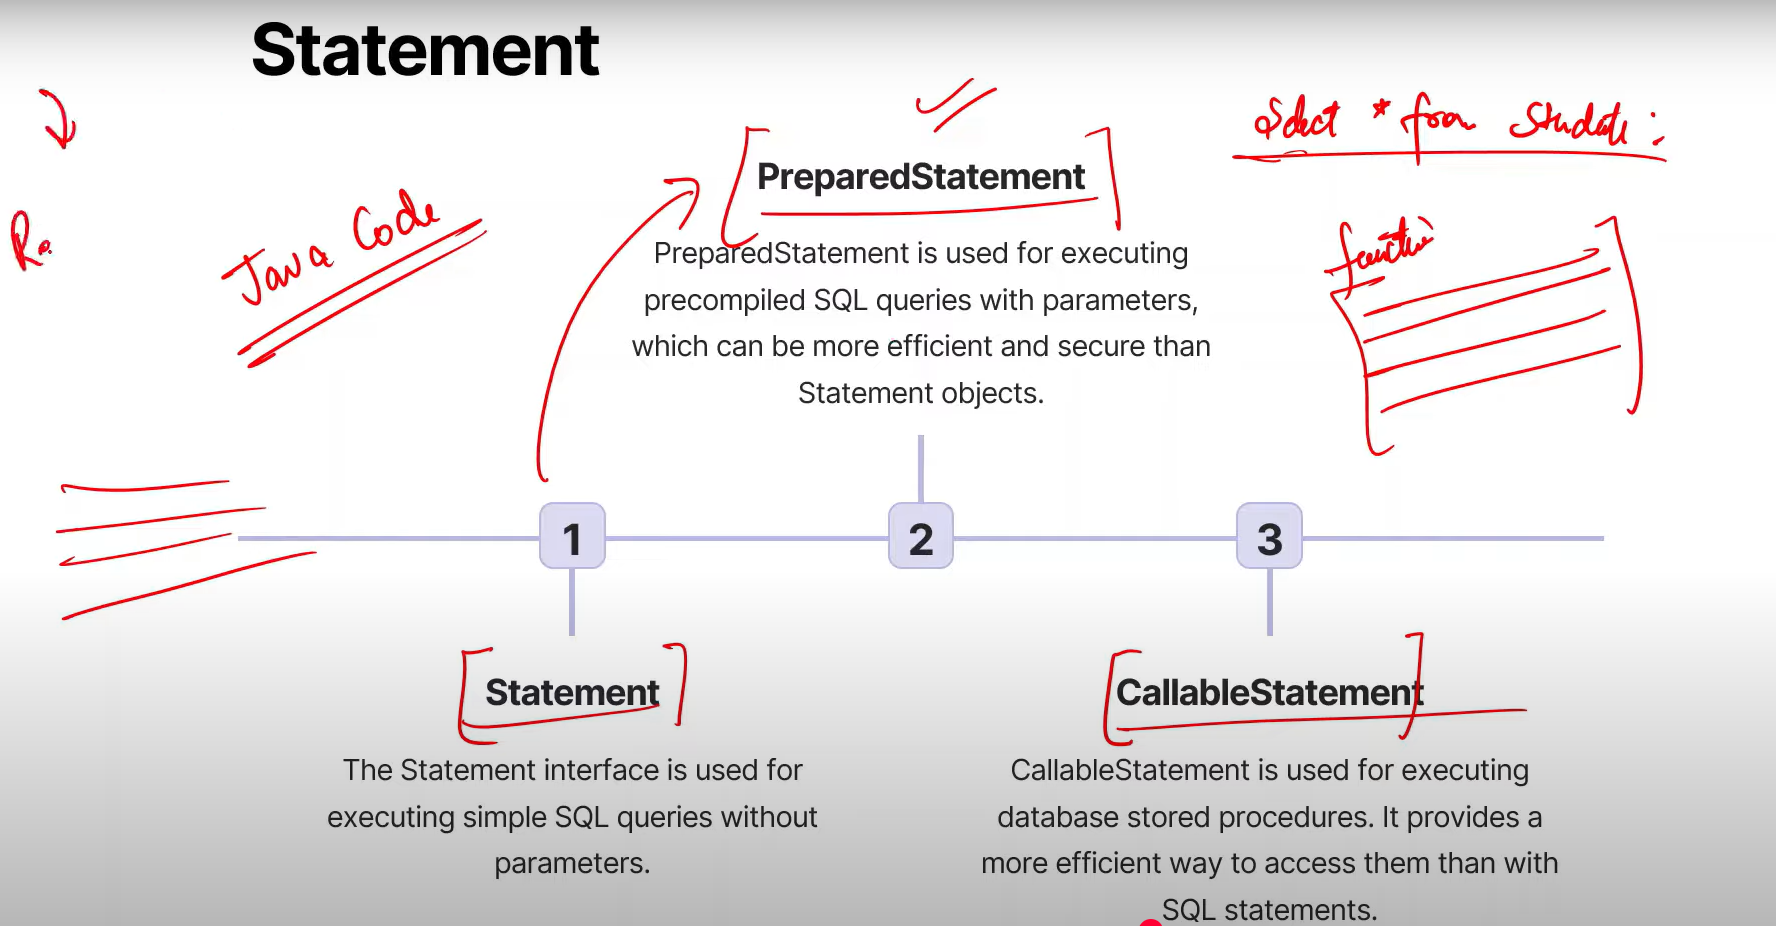 Statement
Select * from Students;
PreparedStatement
Java Code
PreparedStatement is used for executing
precompiled SQL queries with parameters,
which can be more efficient and secure than
Statement objects.
function
1
2
3
Statement
The Statement interface is used for
executing simple SQL queries without
parameters.
CallableStatement
CallableStatement is used for executing
database stored procedures. It provides a
more efficient way to access them than with
SQL statements.